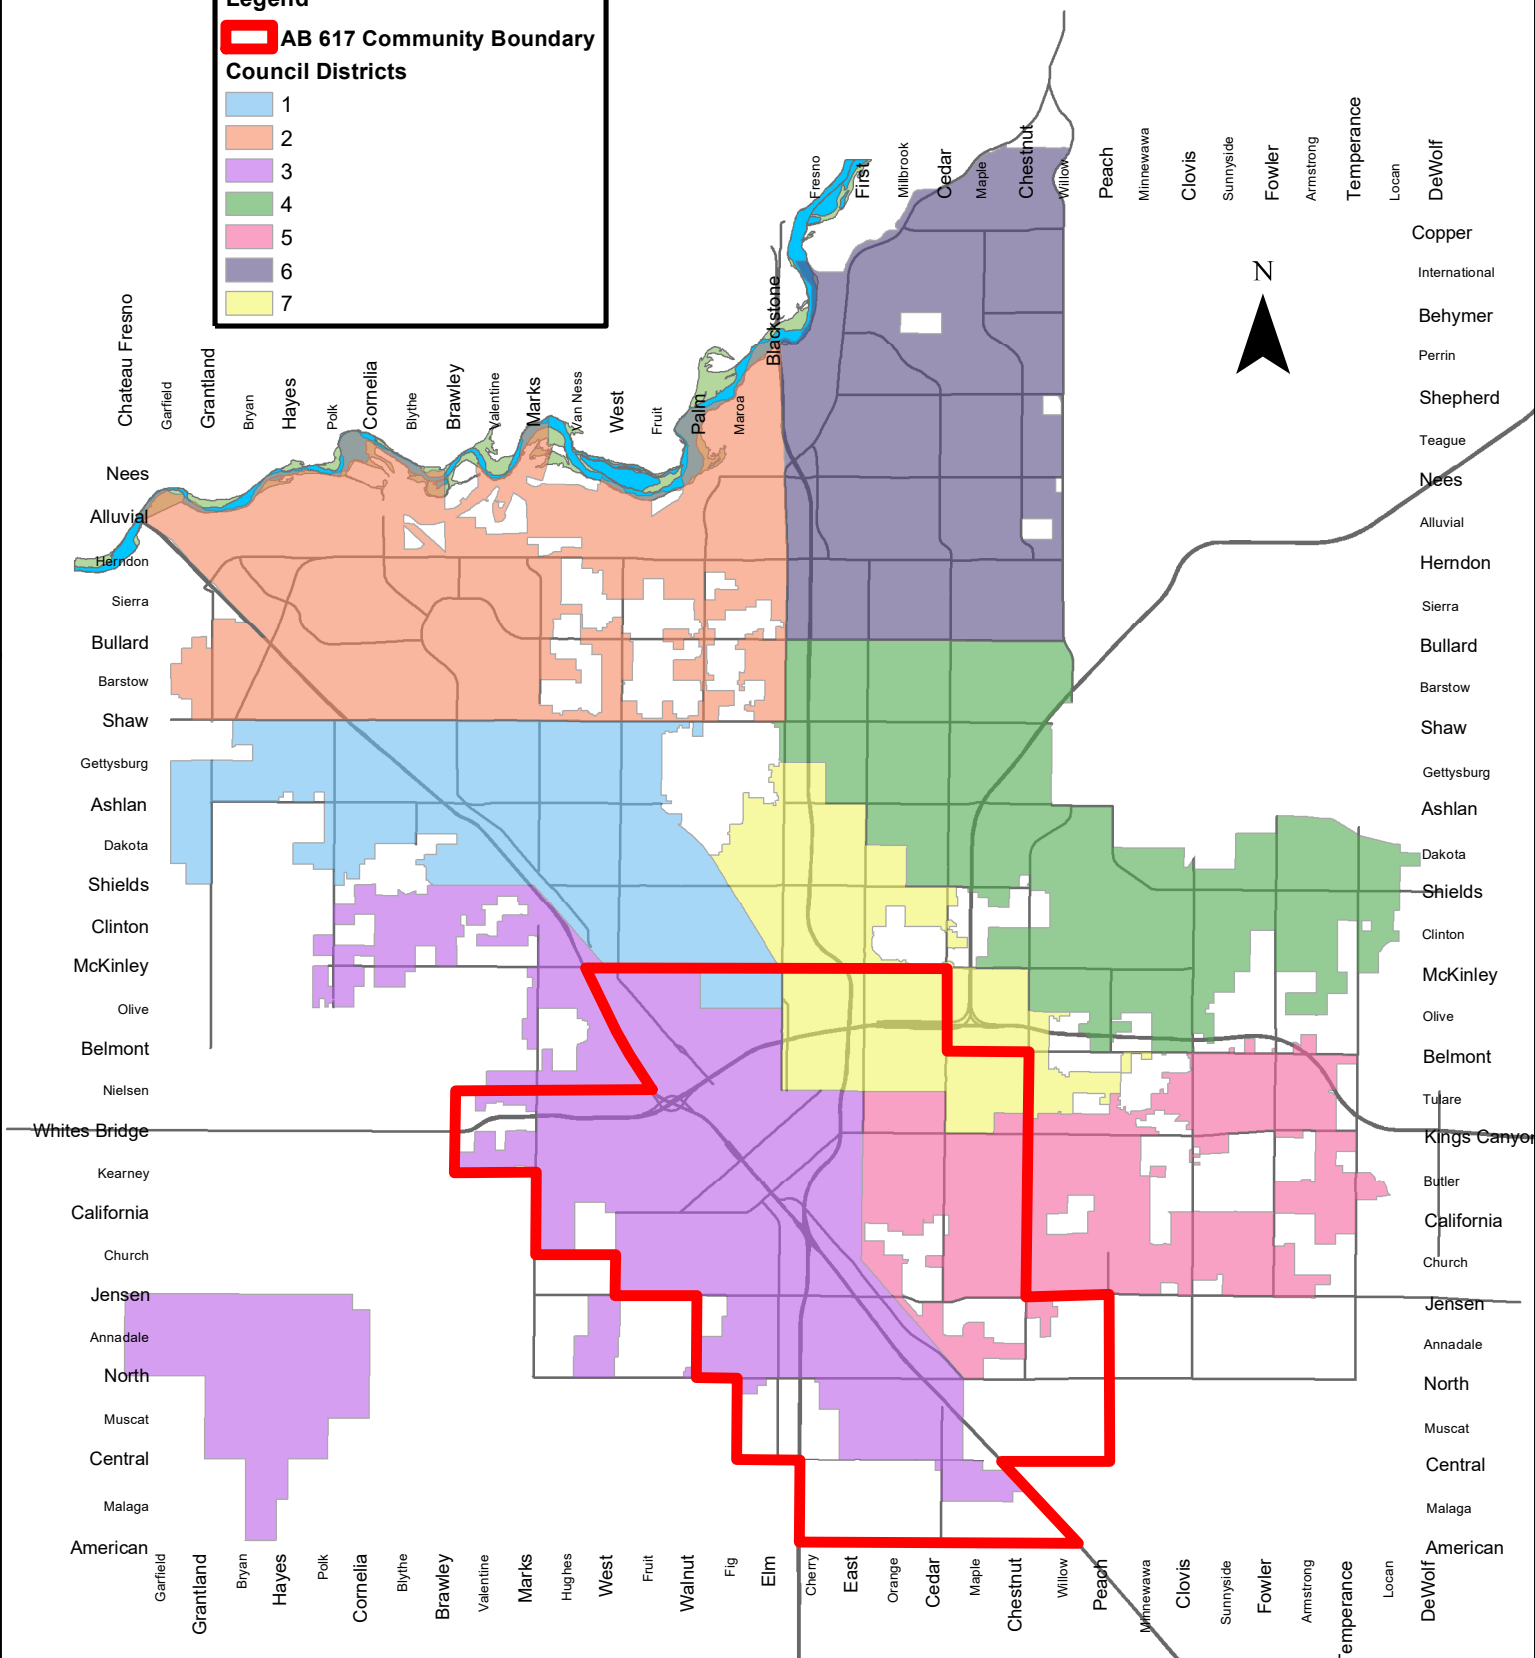 Legend
AB 617 Community Boundary
Council Districts
1
2
3
4
5
6
7
N
Chateau Fresno
Garfield
Grantland
Bryan
Hayes
Polk
Cornelia
Blythe
Brawley
Valentine
Marks
Van Ness
West
Fruit
Palm
Maroa
Blackstone
Fresno
First
Millbrook
Cedar
Maple
Chestnut
Willow
Peach
Minnewawa
Clovis
Sunnyside
Fowler
Armstrong
Temperance
Locan
DeWolf
Nees
Alluvial
Herndon
Sierra
Bullard
Barstow
Shaw
Gettysburg
Ashlan
Dakota
Shields
Clinton
McKinley
Olive
Belmont
Nielsen
Whites Bridge
Kearney
California
Church
Jensen
Annadale
North
Muscat
Central
Malaga
American
Copper
International
Behymer
Perrin
Shepherd
Teague
Nees
Alluvial
Herndon
Sierra
Bullard
Barstow
Shaw
Gettysburg
Ashlan
Dakota
Shields
Clinton
McKinley
Olive
Belmont
Tulare
Kings Canyon
Butler
California
Church
Jensen
Annadale
North
Muscat
Central
Malaga
American
Garfield
Grantland
Bryan
Hayes
Polk
Cornelia
Blythe
Brawley
Valentine
Marks
Hughes
West
Fruit
Walnut
Fig
Elm
Cherry
East
Orange
Cedar
Maple
Chestnut
Willow
Peach
Minnewawa
Clovis
Sunnyside
Fowler
Armstrong
Temperance
Locan
DeWolf